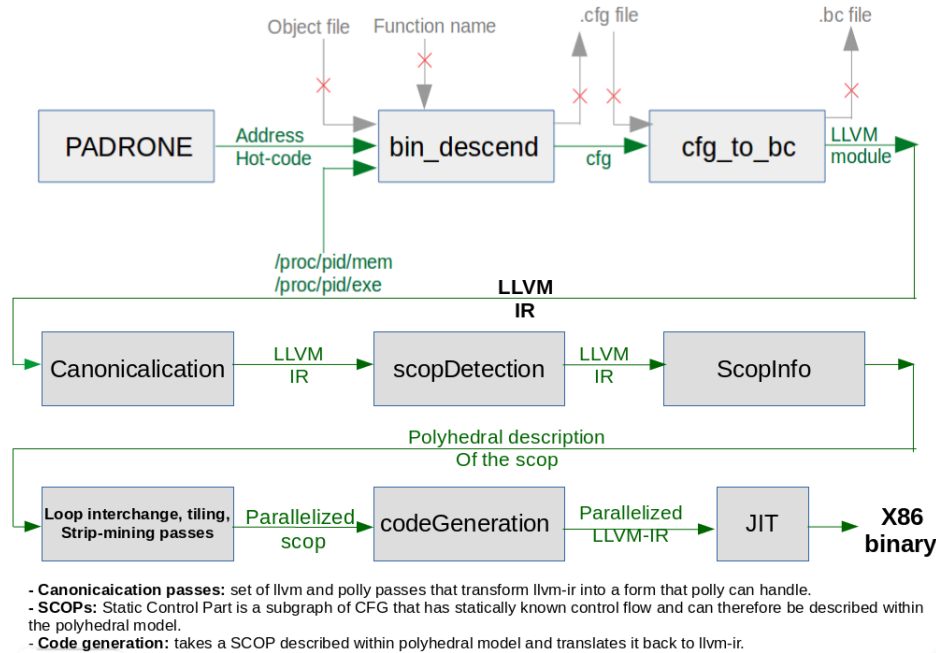 Object file
Function name
.cfg file
.bc file
PADRONE
Address
Hot-code
bin_descend
cfg
cfg_to_bc
LLVM
module
/proc/pid/mem
/proc/pid/exe
LLVM
IR
Canonicalication
LLVM
IR
scopDetection
LLVM
IR
ScopInfo
Polyhedral description
Of the scop
Loop interchange, tiling,
Strip-mining passes
Parallelized
scop
codeGeneration
Parallelized
LLVM-IR
JIT
X86
binary
- Canonicaication passes: set of llvm and polly passes that transform llvm-ir into a form that polly can handle.
- SCOPs: Static Control Part is a subgraph of CFG that has statically known control flow and can therefore be described within
the polyhedral model.
- Code generation: takes a SCOP described within polyhedral model and translates it back to llvm-ir.